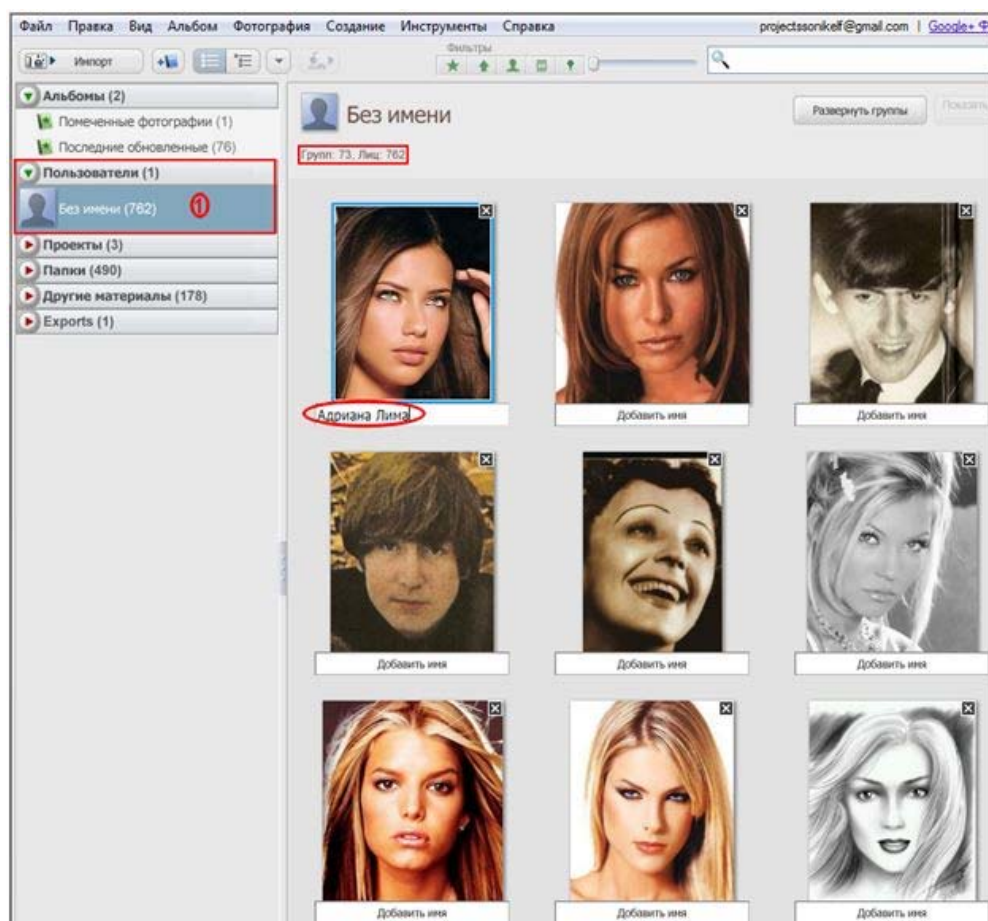 Файл Правка Вид Альбом Фотография Создание Инструменты Справка projectssonikelf@gmail.com | Google+
Импорт
Фильтры
Альбомы (2)
Помеченные фотографии (1)
Последние обновленные (76)
Пользователи (1)
Без имени (762) 1
Проекты (3)
Папки (490)
Другие материалы (178)
Exports (1)
Без имени
Развернуть группы Показать
Групп: 73, Лиц: 762
Адриана Лима
Добавить имя
Добавить имя
Добавить имя
Добавить имя
Добавить имя
Добавить имя
Добавить имя
Добавить имя